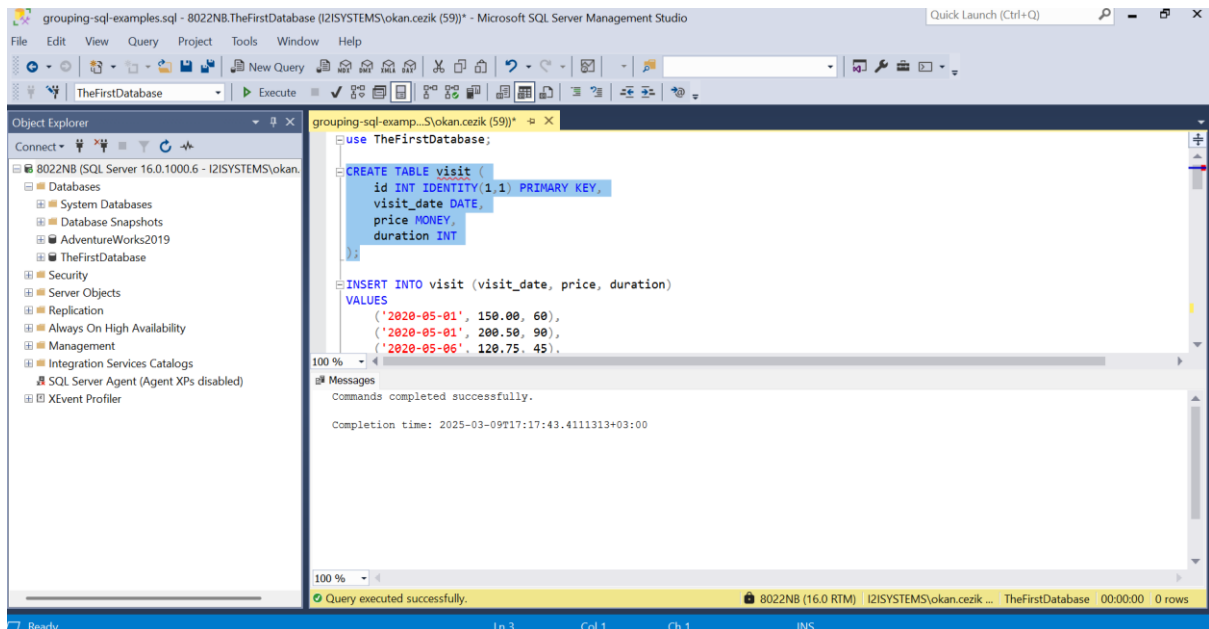 grouping-sql-examples.sql - 8022NB.TheFirstDatabase (I2ISYSTEMS\okan.cezik (59))* - Microsoft SQL Server Management Studio
Quick Launch (Ctrl+Q)
File Edit View Query Project Tools Window Help
New Query
TheFirstDatabase
Execute
Object Explorer
Connect
8022NB (SQL Server 16.0.1000.6 - I2ISYSTEMS\okan.
Databases
System Databases
Database Snapshots
AdventureWorks2019
TheFirstDatabase
Security
Server Objects
Replication
Always On High Availability
Management
Integration Services Catalogs
SQL Server Agent (Agent XPs disabled)
XEvent Profiler
grouping-sql-examp...S\okan.cezik (59))*
use TheFirstDatabase;
CREATE TABLE visit (
id INT IDENTITY(1,1) PRIMARY KEY,
visit_date DATE,
price MONEY,
duration INT
);
INSERT INTO visit (visit_date, price, duration)
VALUES
('2020-05-01', 150.00, 60),
('2020-05-01', 200.50, 90),
('2020-05-06', 120.75, 45),
100 %
Messages
Commands completed successfully.
Completion time: 2025-03-09T17:17:43.4111313+03:00
100 %
Query executed successfully.
8022NB (16.0 RTM) I2ISYSTEMS\okan.cezik ... TheFirstDatabase 00:00:00 0 rows
Ready Ln 3 Col 1 Ch 1 INS